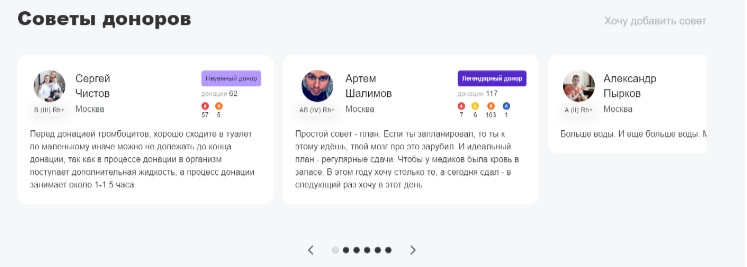 Советы доноров
Хочу добавить совет
Сергей
Чистов
Неуемный донор
донации 62
B (III) Rh+
Москва
57 5
Перед донацией тромбоцитов, хорошо сходите в туалет
по маленькому иначе можно не дотежать до конца
донации, так как в процессе донации в организм
поступает дополнительная жидкость, а процесс донации
занимает около 1-1.5 часа.
Артем
Шалимов
Легендарный донор
донации 117
AB (IV) Rh+
Москва
7 6 103 1
Простой совет - план. Если ты запланировал, то ты к
этому идёшь, твой мозг про это зарубил. И идеальный
план - регулярные сдачи. Чтобы у медиков была кровь в
запасе. В этом году хочу столько то, а сегодня сдал - в
следующий раз хочу в этот день.
Александр
Пырков
A (II) Rh+
Москва
Больше воды. И еще больше воды.